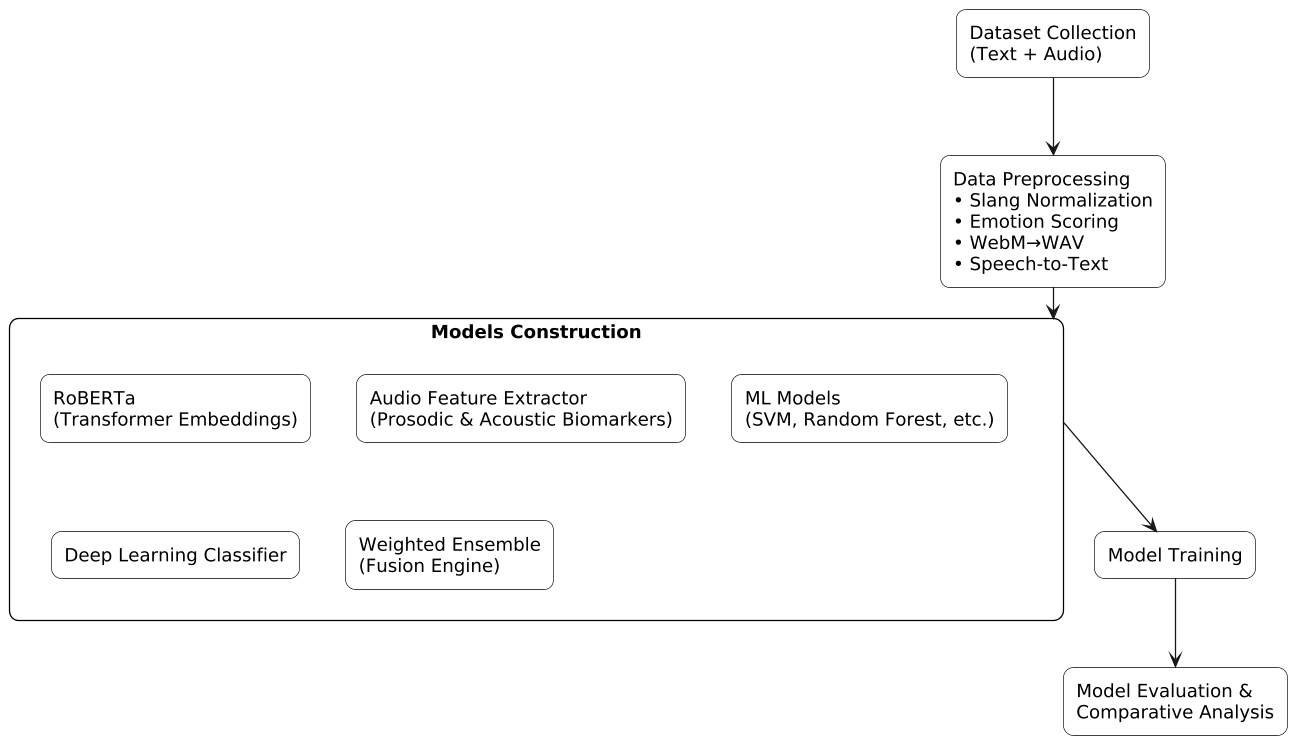 Dataset Collection
(Text + Audio)
Data Preprocessing
• Slang Normalization
• Emotion Scoring
• WebM→WAV
• Speech-to-Text
Models Construction
RoBERTa
(Transformer Embeddings)
Audio Feature Extractor
(Prosodic & Acoustic Biomarkers)
ML Models
(SVM, Random Forest, etc.)
Deep Learning Classifier
Weighted Ensemble
(Fusion Engine)
Model Training
Model Evaluation &
Comparative Analysis